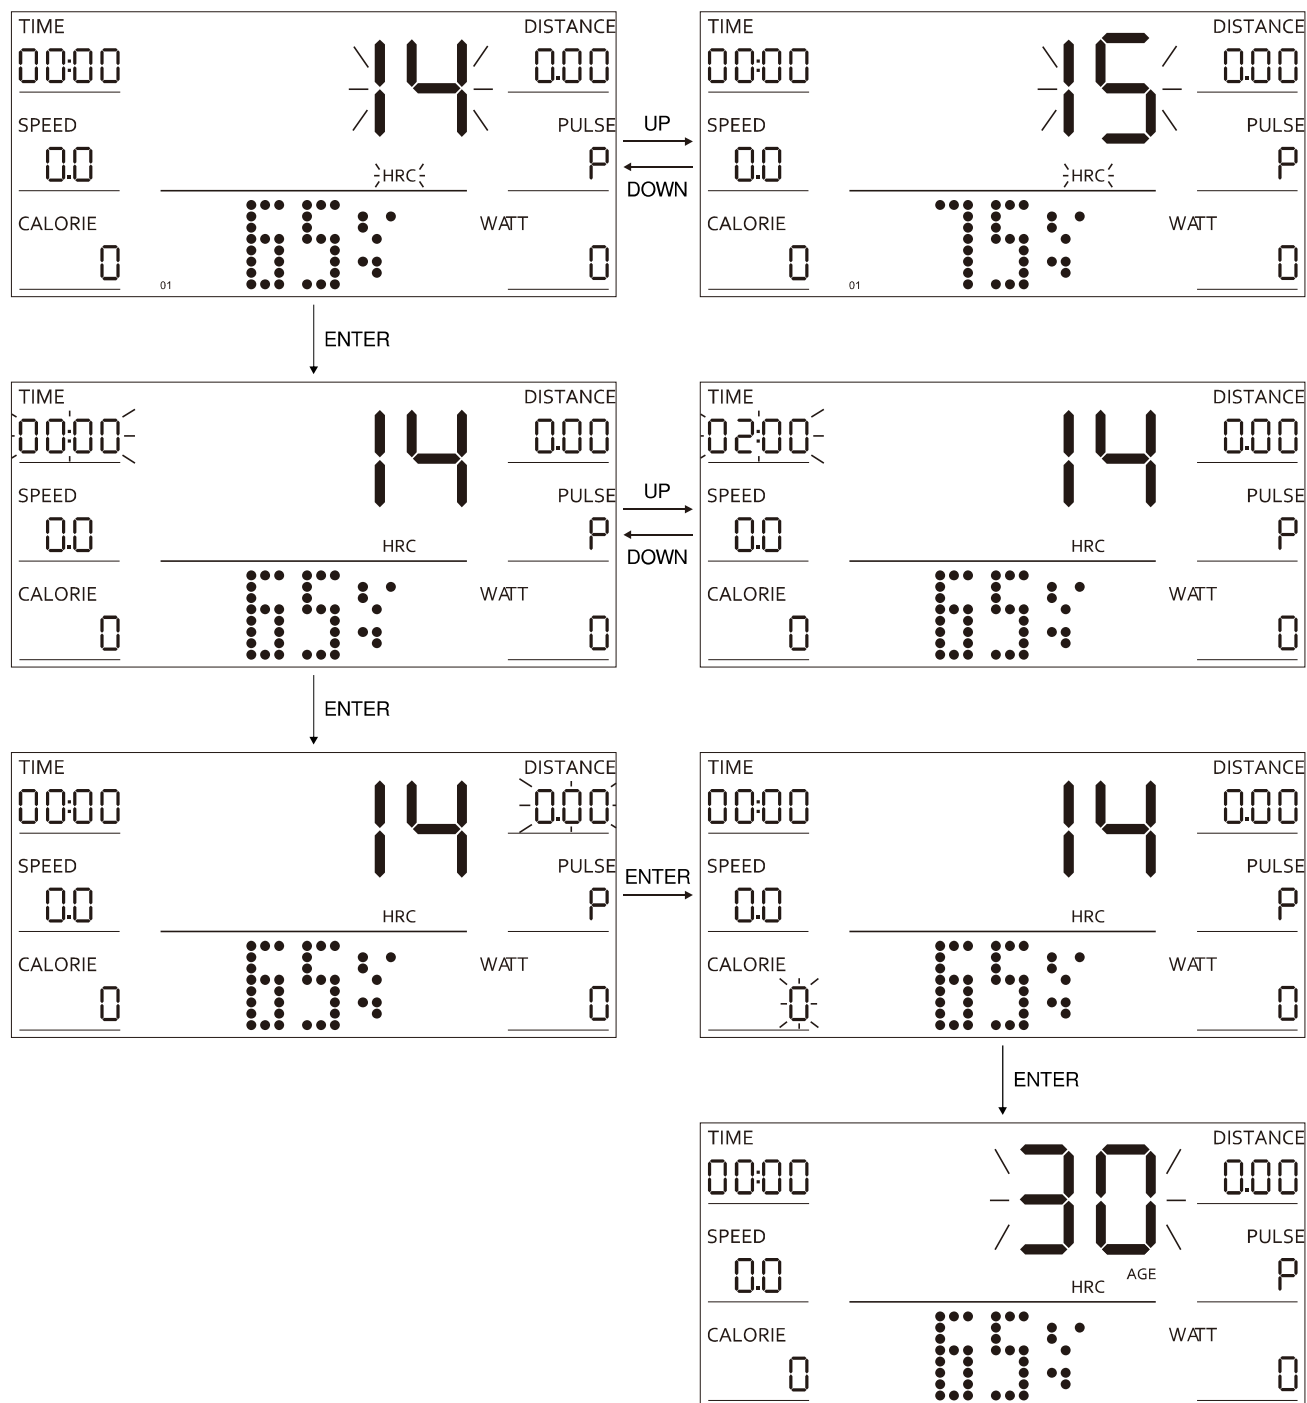 TIME
DISTANCE
00:00
14
0.00
SPEED
PULSE
0.0
P
HRC
CALORIE
65%
WATT
0
0
01
UP
DOWN
TIME
DISTANCE
00:00
15
0.00
SPEED
PULSE
0.0
P
HRC
CALORIE
75%
WATT
0
0
01
ENTER
TIME
DISTANCE
00:00
14
0.00
SPEED
PULSE
0.0
P
HRC
CALORIE
65%
WATT
0
0
UP
DOWN
TIME
DISTANCE
02:00
14
0.00
SPEED
PULSE
0.0
P
HRC
CALORIE
65%
WATT
0
0
ENTER
TIME
DISTANCE
00:00
14
0.00
SPEED
PULSE
0.0
P
HRC
CALORIE
65%
WATT
0
0
ENTER
TIME
DISTANCE
00:00
14
0.00
SPEED
PULSE
0.0
P
HRC
CALORIE
65%
WATT
0
0
ENTER
TIME
DISTANCE
00:00
30
0.00
SPEED
PULSE
0.0
P
AGE
HRC
CALORIE
65%
WATT
0
0